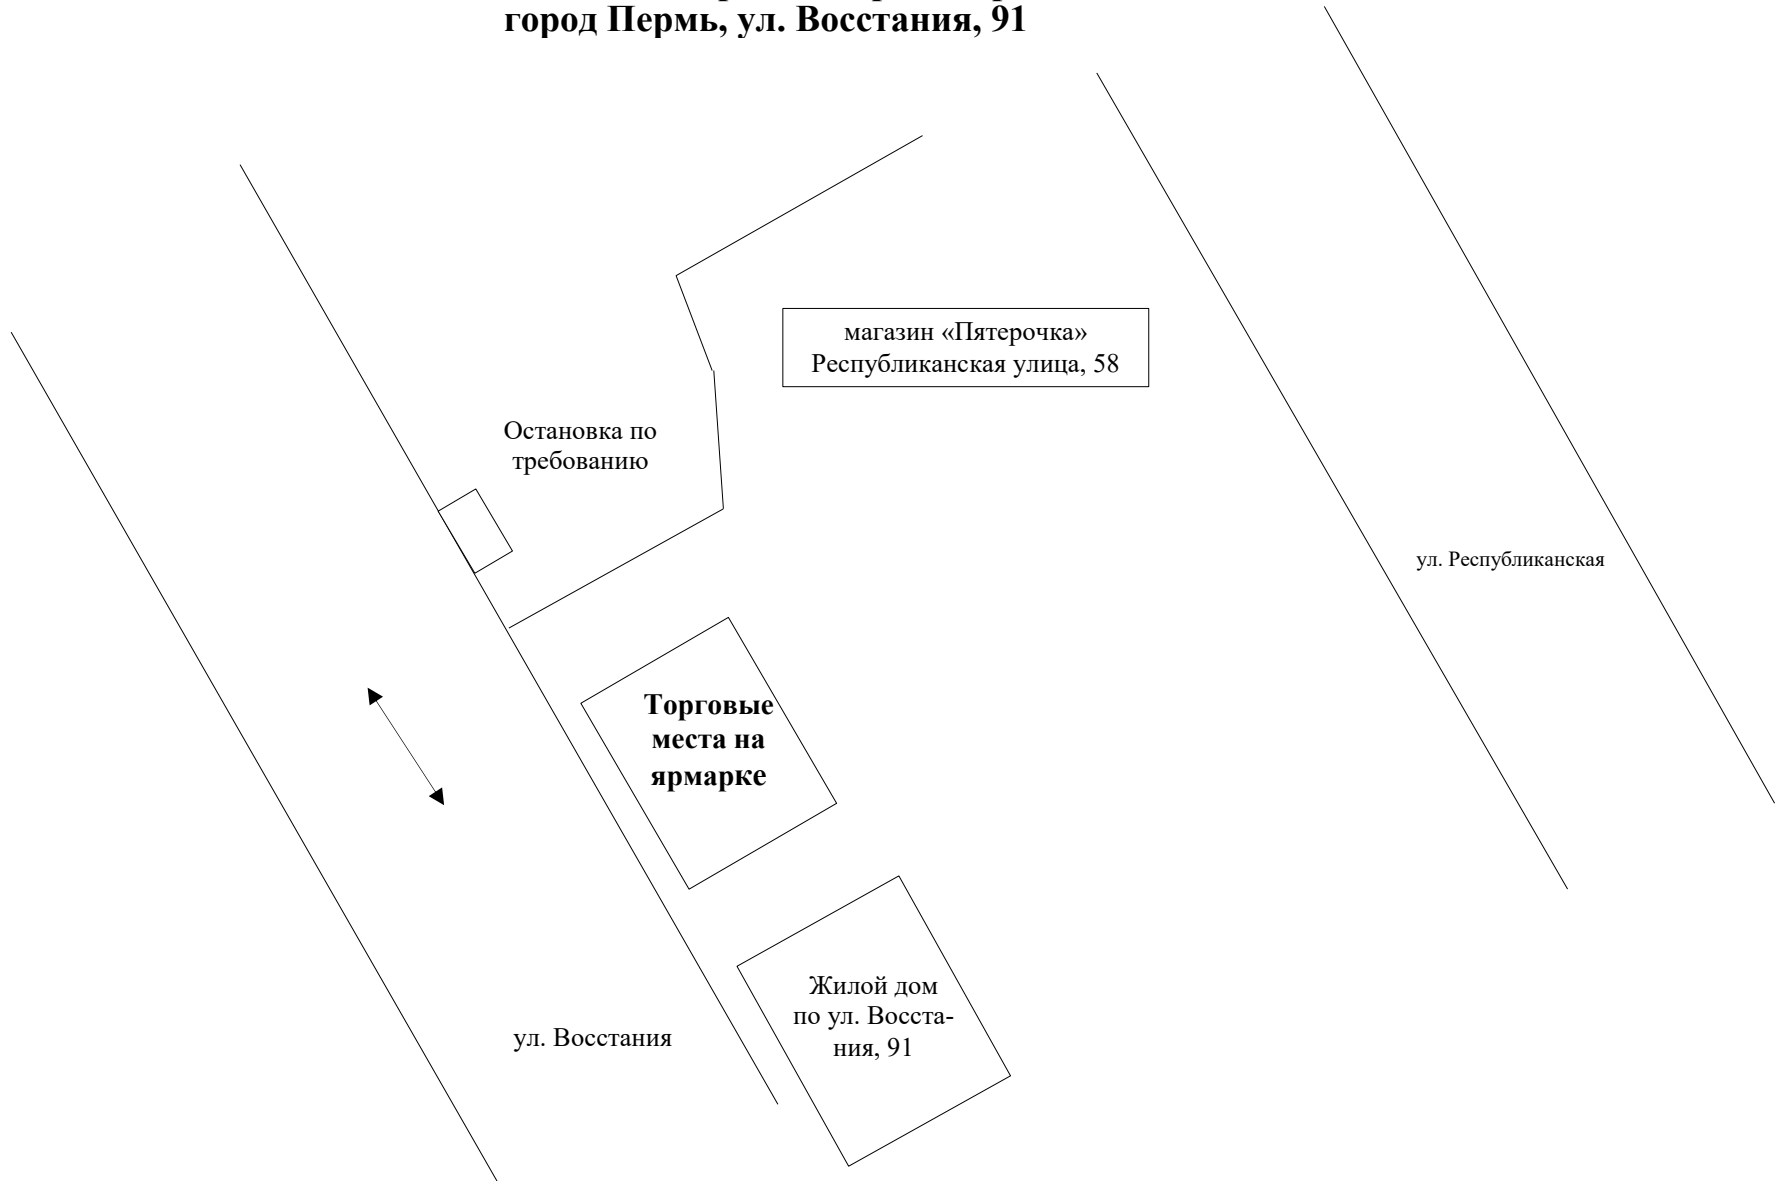 город Пермь, ул. Восстания, 91
магазин «Пятерочка»
Республиканская улица, 58
Остановка по
требованию
ул. Республиканская
Торговые
места на
ярмарке
Жилой дом
по ул. Восста-
ния, 91
ул. Восстания